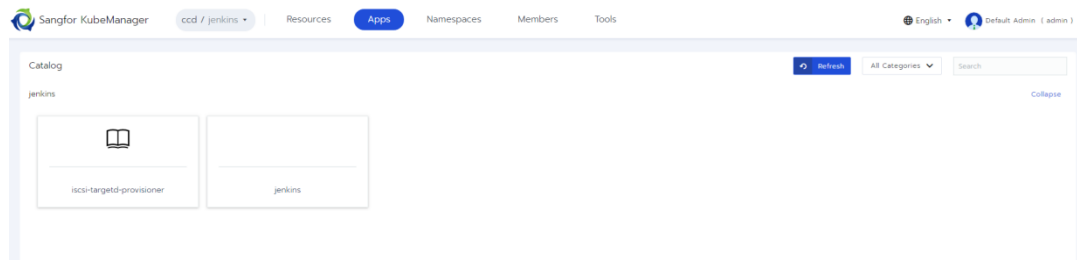 Sangfor KubeManager ccd / jenkins Resources Apps Namespaces Members Tools English Default Admin ( admin )
Catalog Refresh All Categories Search
jenkins Collapse
iscsi-targetd-provisioner jenkins